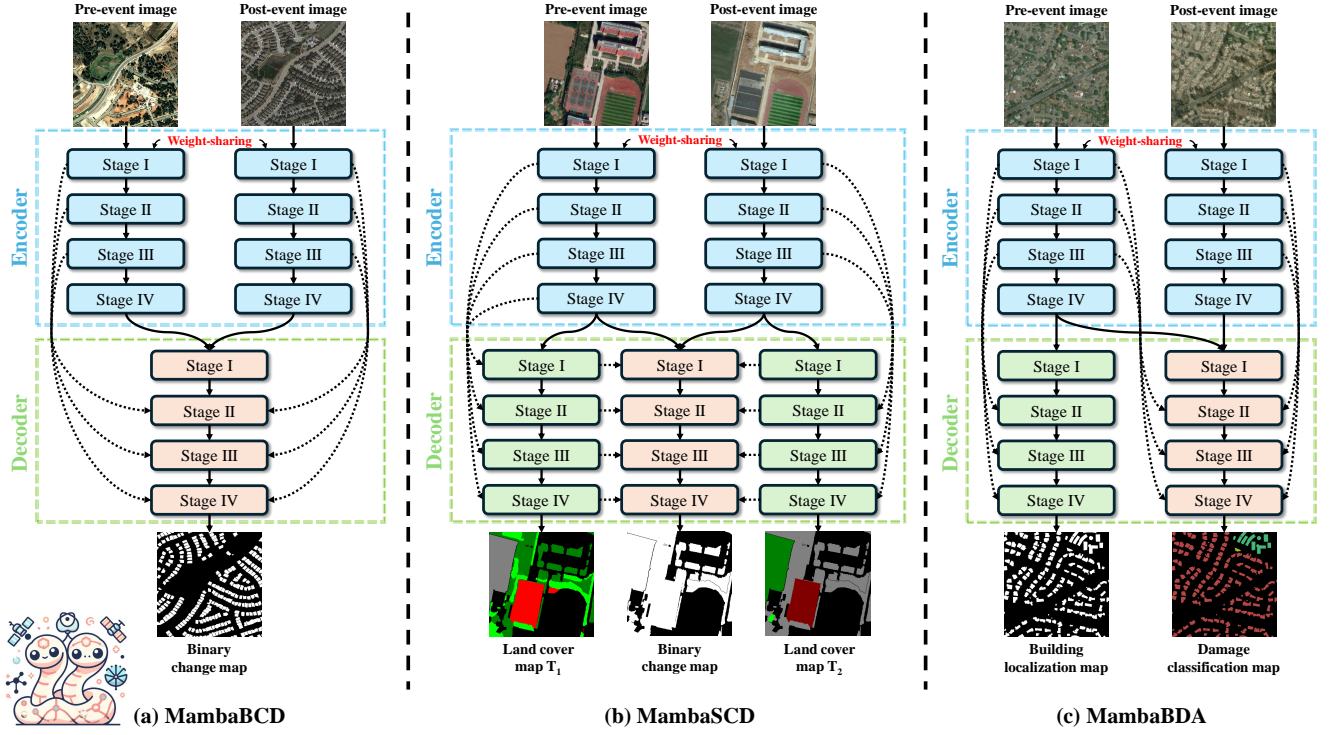 Pre-event image
Post-event image
Encoder
Weight-sharing
Stage I
Stage I
Stage II
Stage II
Stage III
Stage III
Stage IV
Stage IV
Decoder
Stage I
Stage II
Stage III
Stage IV
Binary
change map
(a) MambaBCD
Pre-event image
Post-event image
Encoder
Weight-sharing
Stage I
Stage I
Stage II
Stage II
Stage III
Stage III
Stage IV
Stage IV
Decoder
Stage I
Stage I
Stage I
Stage II
Stage II
Stage II
Stage III
Stage III
Stage III
Stage IV
Stage IV
Stage IV
Land cover
map T₁
Binary
change map
Land cover
map T₂
(b) MambaSCD
Pre-event image
Post-event image
Encoder
Weight-sharing
Stage I
Stage I
Stage II
Stage II
Stage III
Stage III
Stage IV
Stage IV
Decoder
Stage I
Stage I
Stage II
Stage II
Stage III
Stage III
Stage IV
Stage IV
Building
localization map
Damage
classification map
(c) MambaBDA